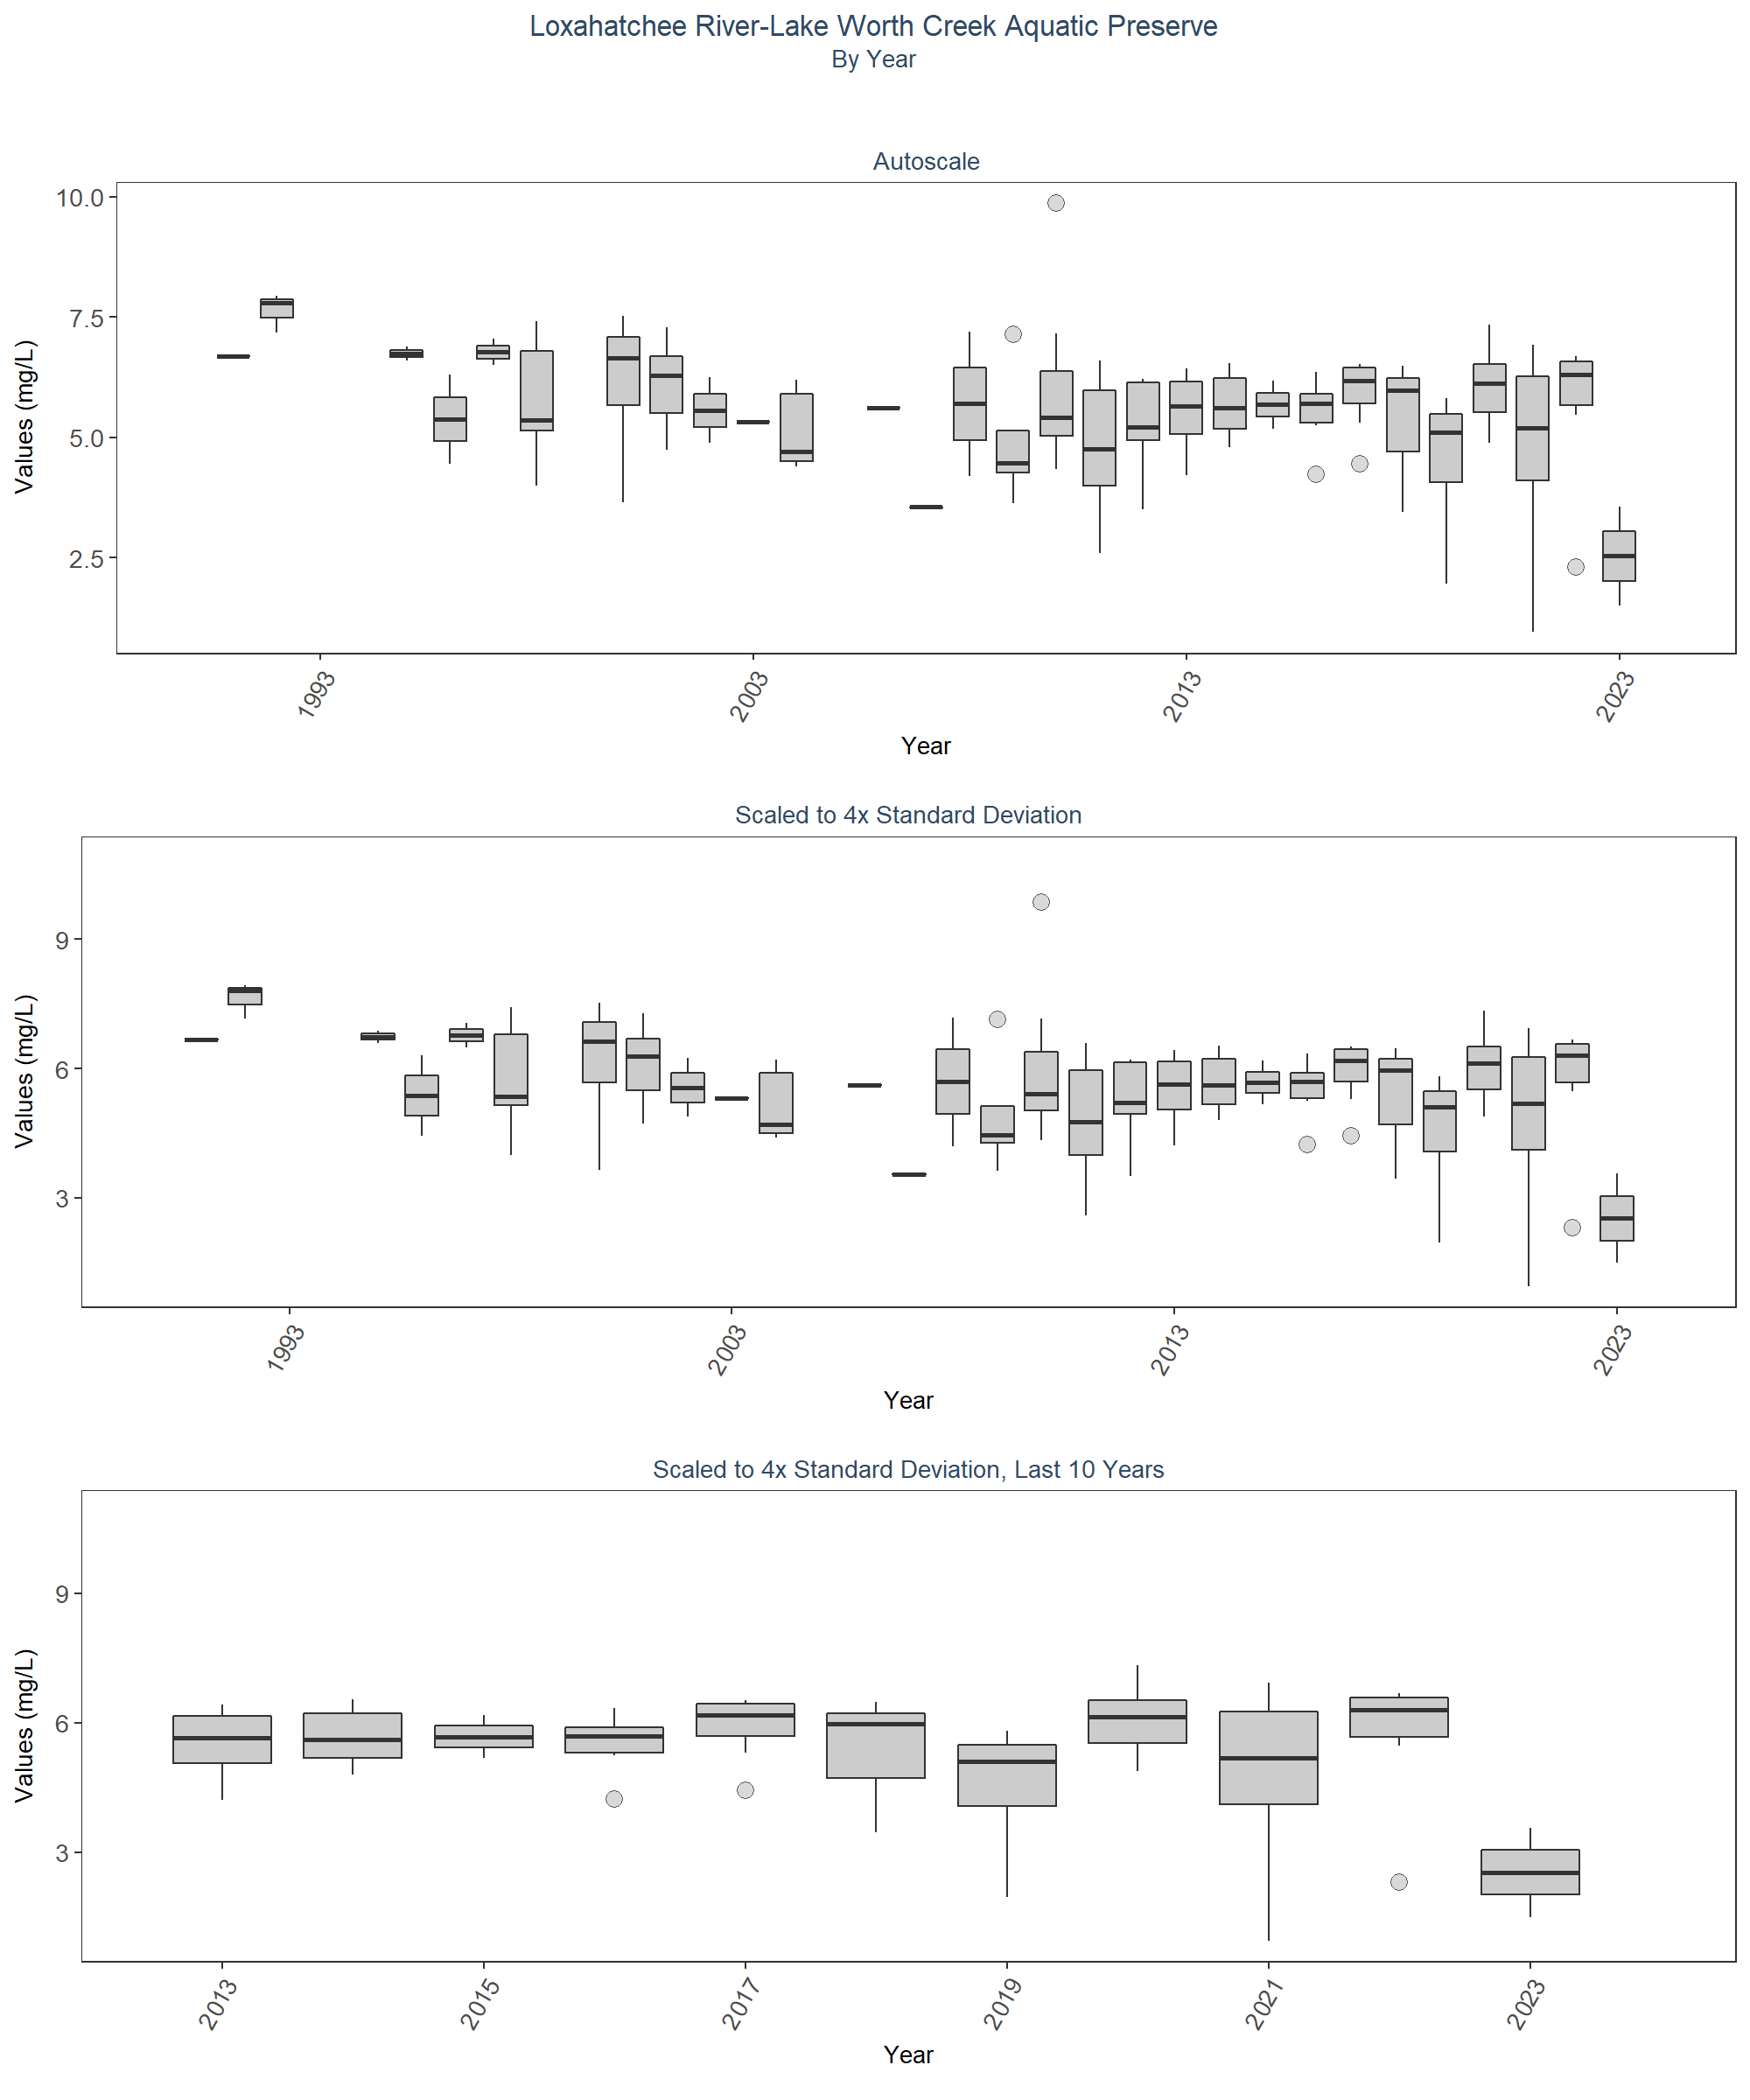 Loxahatchee River-Lake Worth Creek Aquatic Preserve
By Year
Autoscale
Values (mg/L)
10.0
7.5
5.0
2.5
1993
2003
2013
2023
Year
Scaled to 4x Standard Deviation
Values (mg/L)
9
6
3
1993
2003
2013
2023
Year
Scaled to 4x Standard Deviation, Last 10 Years
Values (mg/L)
9
6
3
2013
2015
2017
2019
2021
2023
Year